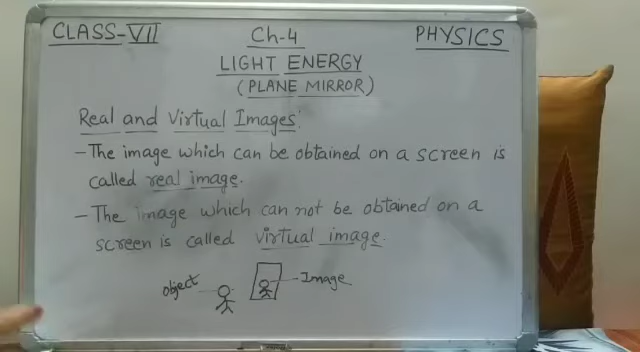 CLASS-VII
Ch-4
PHYSICS
LIGHT ENERGY
(PLANE MIRROR)
Real and Virtual Images:
- The image which can be obtained on a screen is
called real image.
- The image which can not be obtained on a
screen is called virtual image.
object
Image